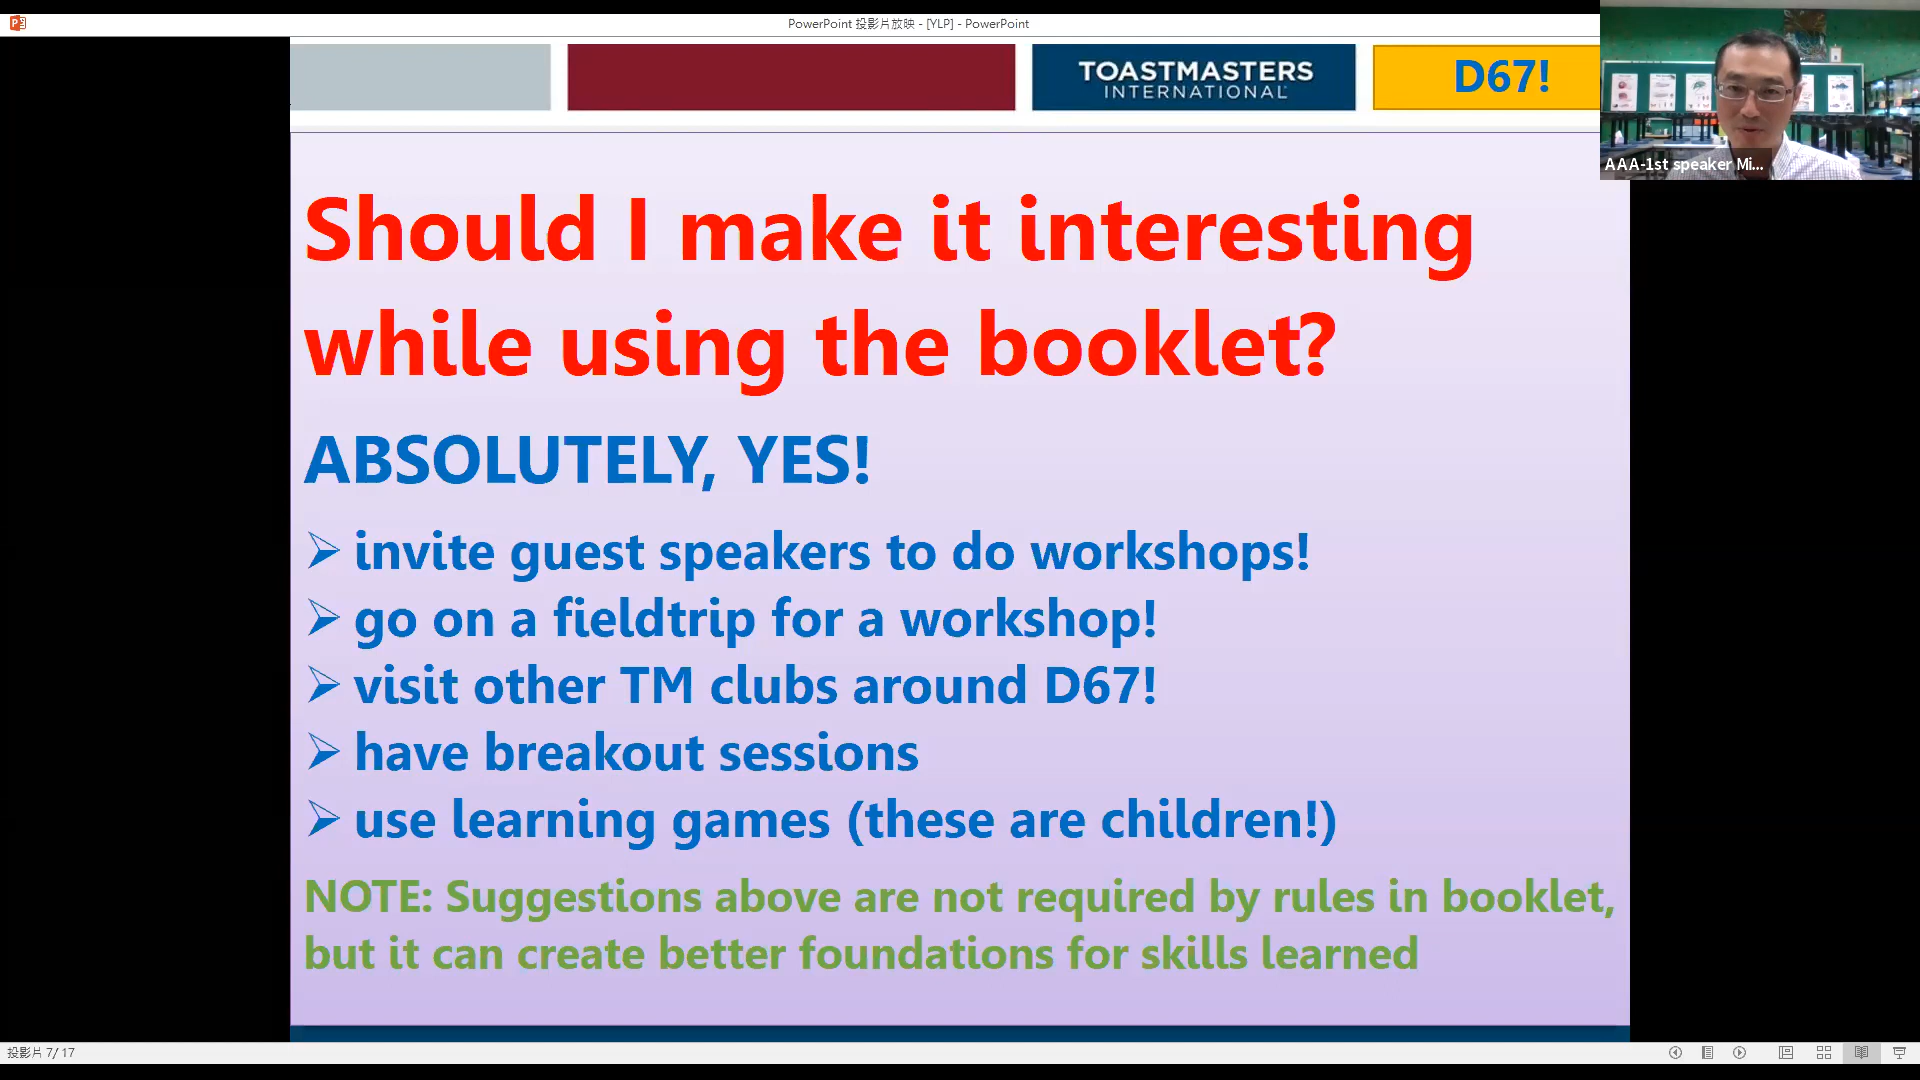 PowerPoint 投影片放映 - [YLP] - PowerPoint
TOASTMASTERS
INTERNATIONAL
D67!
AAA-1st speaker Mi...
Should I make it interesting
while using the booklet?
ABSOLUTELY, YES!
invite guest speakers to do workshops!
go on a fieldtrip for a workshop!
visit other TM clubs around D67!
have breakout sessions
use learning games (these are children!)
NOTE: Suggestions above are not required by rules in booklet,
but it can create better foundations for skills learned
投影片 7/ 17